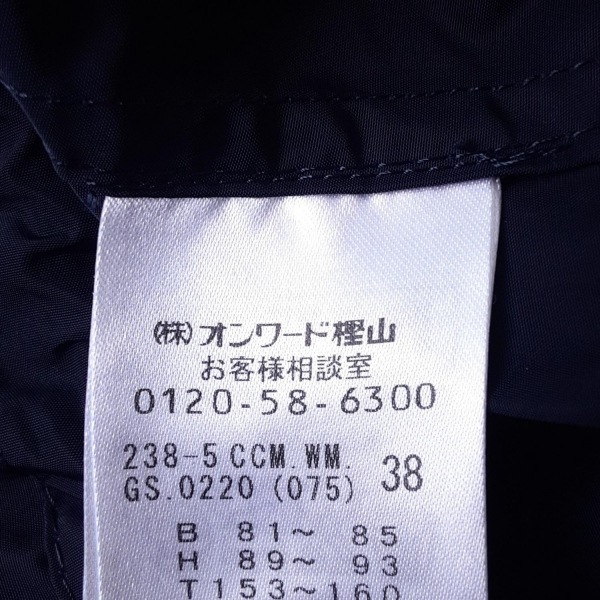 (株)オンワード樫山
お客様相談室
0120-58-6300
238-5 CCM.WM.
GS.0220 (075) 38
B 81~ 85
H 89~ 93
T 153~160